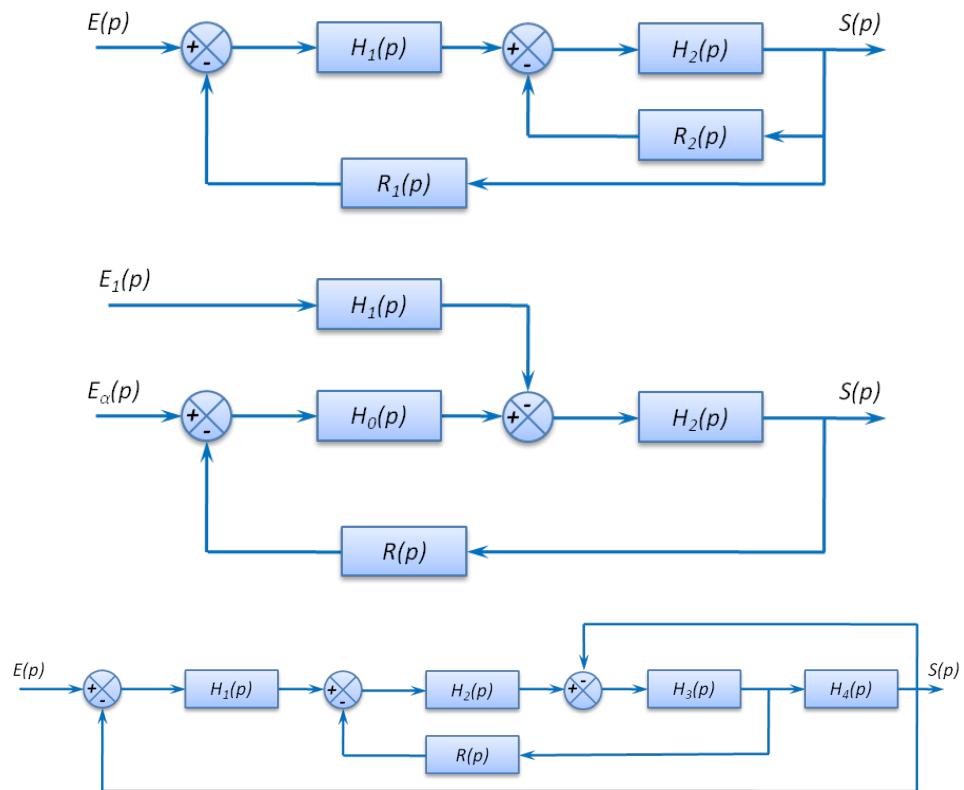 E(p) + - H₁(p) + - H₂(p) S(p)
R₂(p)
R₁(p)
E₁(p) H₁(p)
Eα(p) + - H₀(p) + - H₂(p) S(p)
R(p)
E(p) + - H₁(p) + - H₂(p) + - H₃(p) H₄(p) S(p)
R(p)